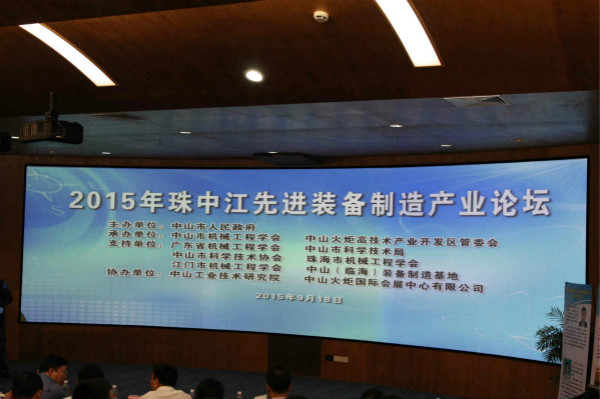 2015年珠中江先进装备制造产业论坛
主办单位：中山市人民政府
承办单位：中山市机械工程学会 中山火炬高技术产业开发区管委会
支持单位：广东省机械工程学会 中山市科学技术局
中山市科学技术协会 珠海市机械工程学会
江门市机械工程学会 中山（临海）装备制造基地
协办单位：中山工业技术研究院 中山火炬国际会展中心有限公司
2015年9月18日